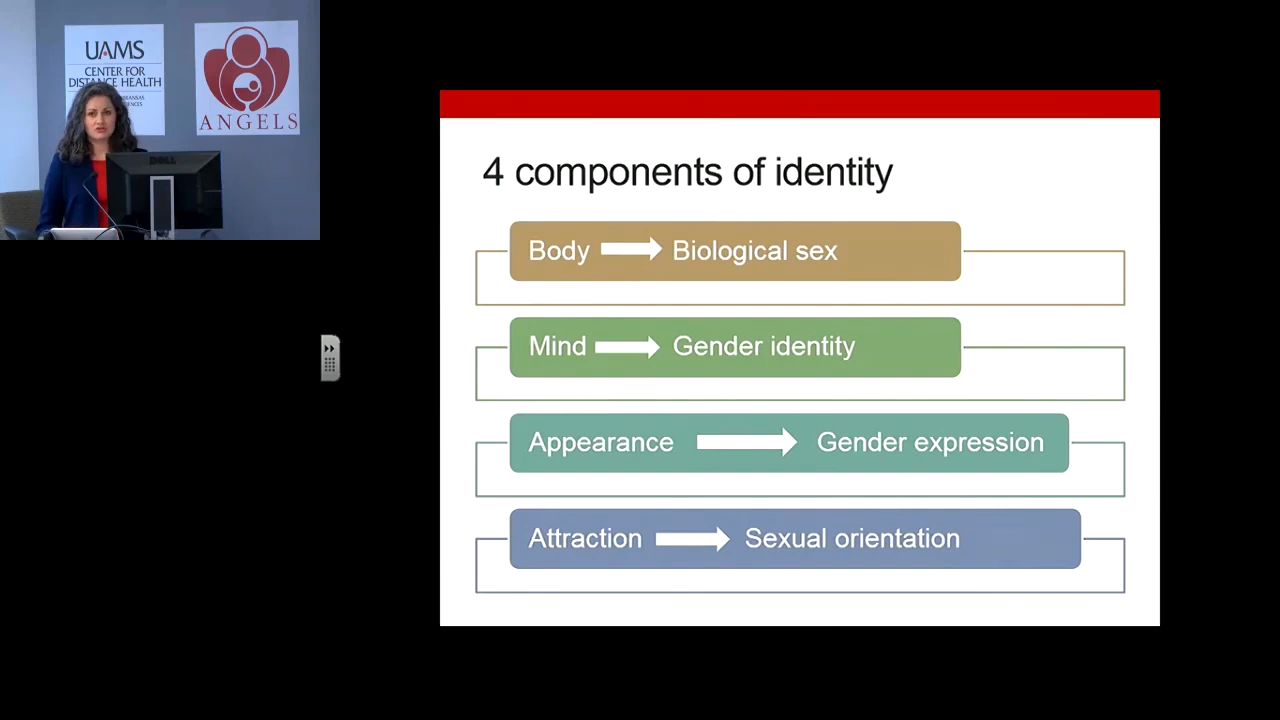 UAMS
CENTER FOR
DISTANCE HEALTH
ANGELS
DELL
4 components of identity
Body Biological sex
Mind Gender identity
Appearance Gender expression
Attraction Sexual orientation